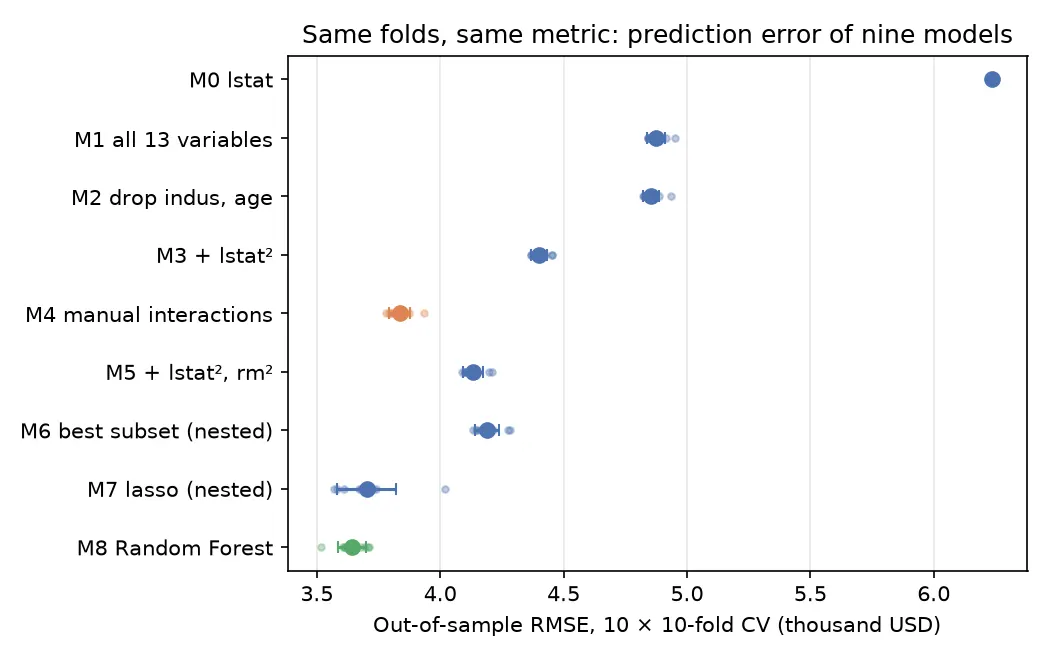 Same folds, same metric: prediction error of nine models
M0 lstat
M1 all 13 variables
M2 drop indus, age
M3 + lstat²
M4 manual interactions
M5 + lstat², rm²
M6 best subset (nested)
M7 lasso (nested)
M8 Random Forest
3.5 4.0 4.5 5.0 5.5 6.0
Out-of-sample RMSE, 10 × 10-fold CV (thousand USD)